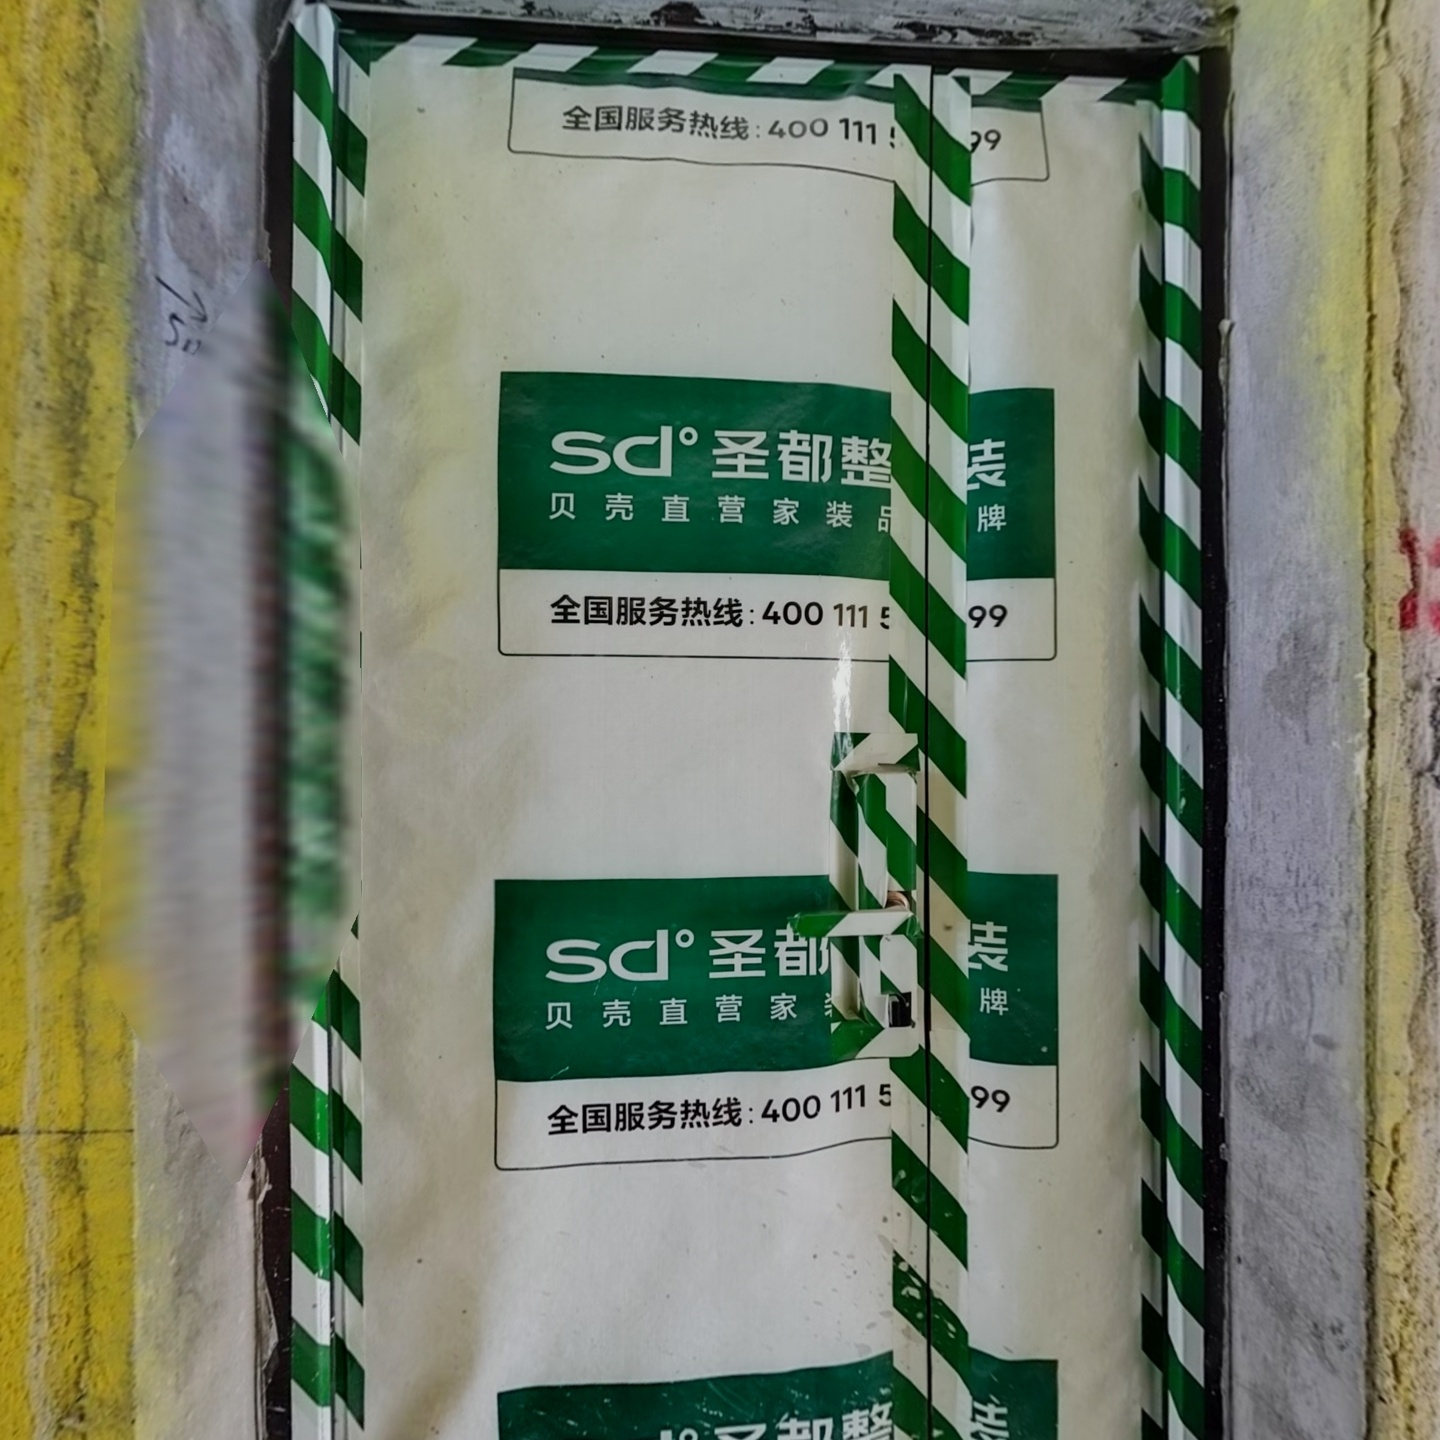 全国服务热线:400 111 5 99
sd°圣都整装
贝壳直营家装品牌
全国服务热线:400 111 5 99
sd°圣都 装
贝壳直营家 牌
全国服务热线:400 111 5 99
sd°圣都整